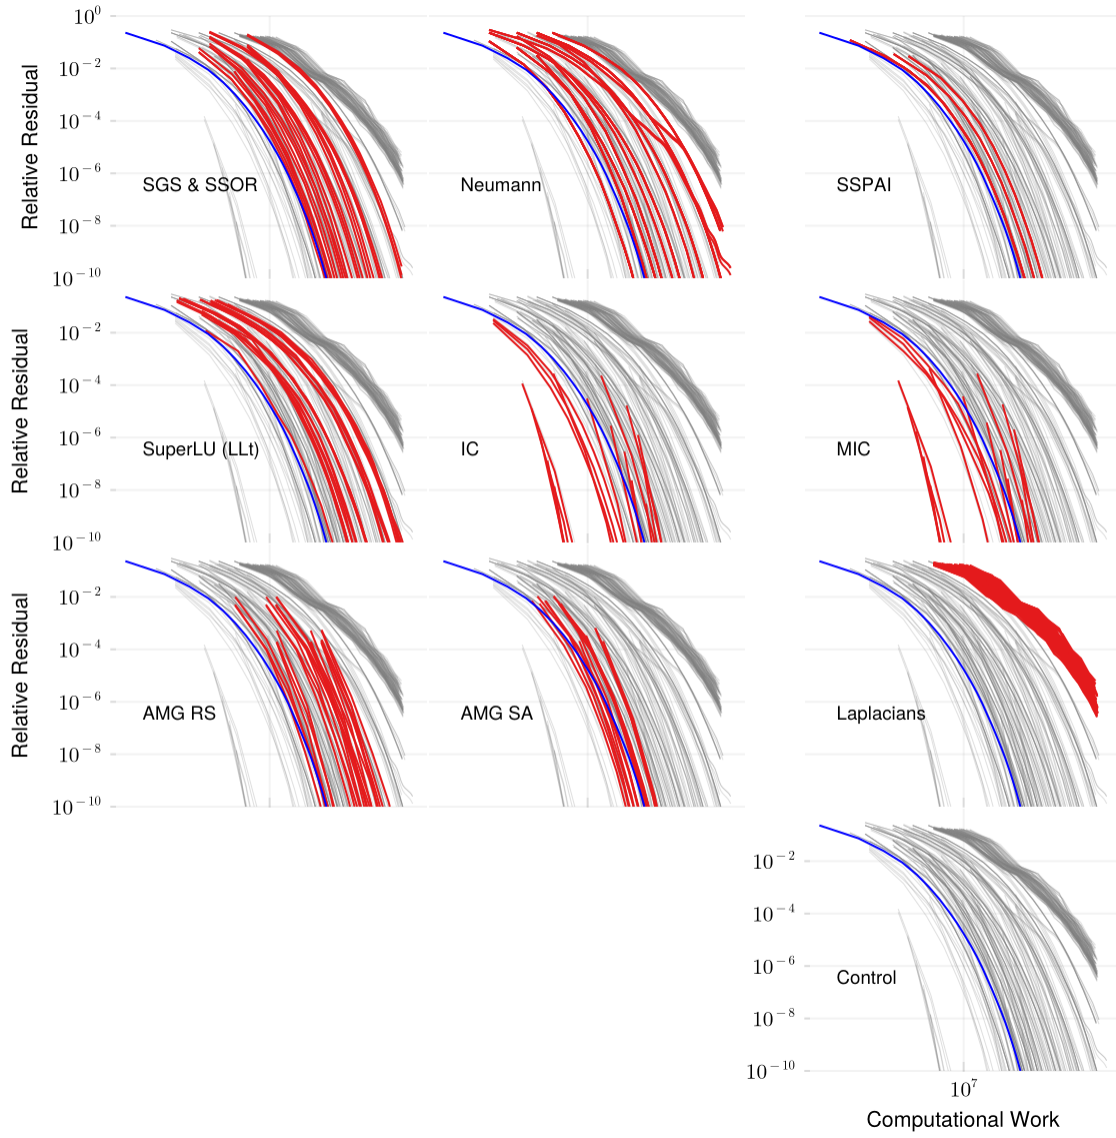 10^0
10^{-2}
10^{-4}
10^{-6}
10^{-8}
10^{-10}
Relative Residual
SGS & SSOR
Neumann
SSPAI
10^{-2}
10^{-4}
10^{-6}
10^{-8}
10^{-10}
Relative Residual
SuperLU (LLt)
IC
MIC
10^{-2}
10^{-4}
10^{-6}
10^{-8}
10^{-10}
Relative Residual
AMG RS
AMG SA
Laplacians
10^{-2}
10^{-4}
10^{-6}
10^{-8}
10^{-10}
Control
10^7
Computational Work